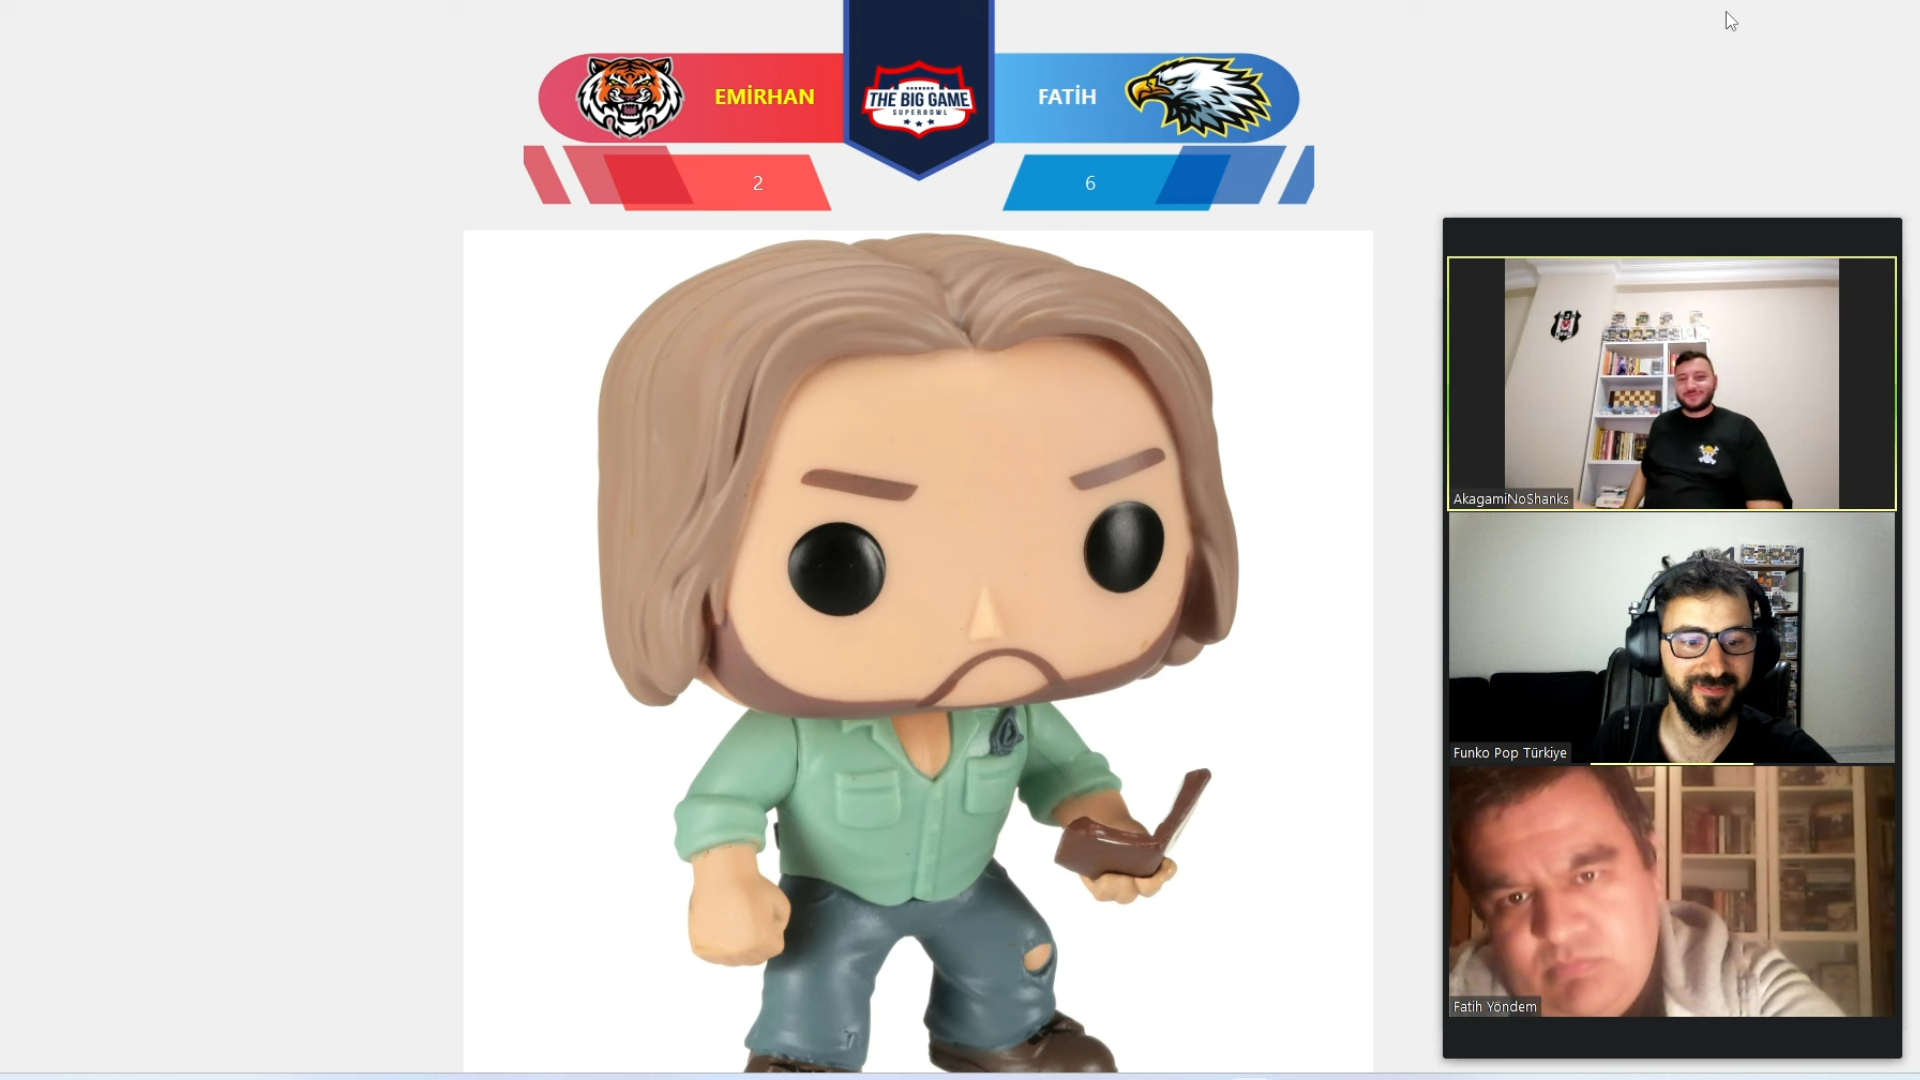 EMİRHAN
THE BIG GAME
SUPERBOWL
FATİH
2
6
AkagamiNoShanks
Funko Pop Türkiye
Fatih Yöndem